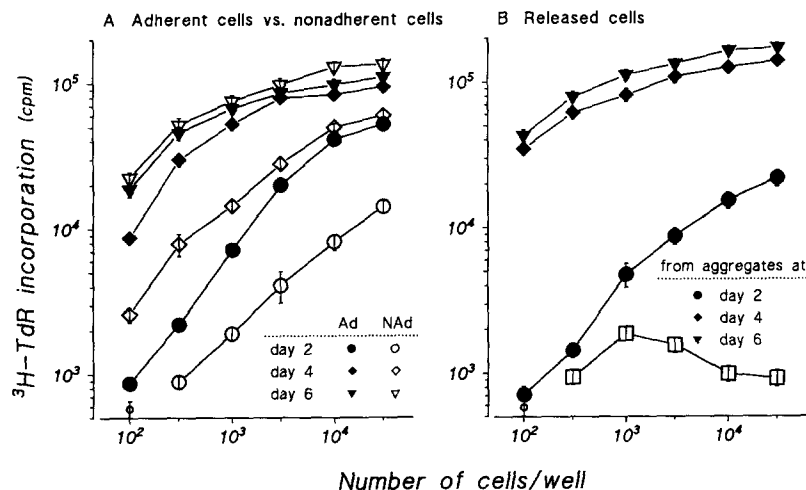 A Adherent cells vs. nonadherent cells
B Released cells
³H-TdR incorporation (cpm)
10⁵
10⁴
10³
10² 10³ 10⁴
Ad NAd
day 2
day 4
day 6
10⁵
10⁴
10³
10² 10³ 10⁴
from aggregates at
day 2
day 4
day 6
Number of cells/well